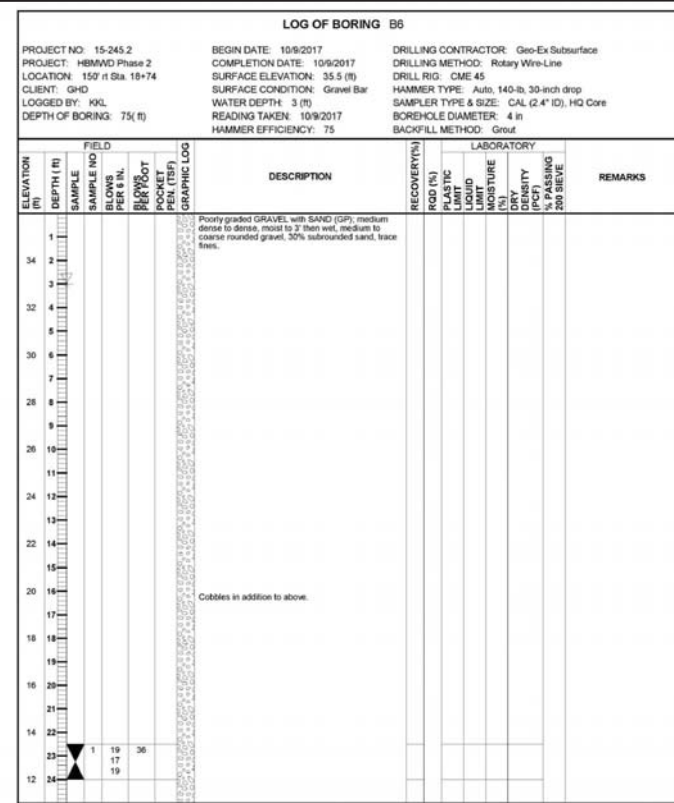 LOG OF BORING B6
PROJECT NO: 15-245.2
PROJECT: HBMWD Phase 2
LOCATION: 150' rt Sta. 18+74
CLIENT: GHD
LOGGED BY: KKL
DEPTH OF BORING: 75( ft)
BEGIN DATE: 10/9/2017
COMPLETION DATE: 10/9/2017
SURFACE ELEVATION: 35.5 (ft)
SURFACE CONDITION: Gravel Bar
WATER DEPTH: 3 (ft)
READING TAKEN: 10/9/2017
HAMMER EFFICIENCY: 75
DRILLING CONTRACTOR: Geo-Ex Subsurface
DRILLING METHOD: Rotary Wire-Line
DRILL RIG: CME 45
HAMMER TYPE: Auto, 140-lb, 30-inch drop
SAMPLER TYPE & SIZE: CAL (2.4" ID), HQ Core
BOREHOLE DIAMETER: 4 in
BACKFILL METHOD: Grout
FIELD
LABORATORY
ELEVATION (ft)
DEPTH ( ft)
SAMPLE
SAMPLE NO
BLOWS PER 6 IN.
BLOWS PER FOOT
POCKET PEN. (TSF)
GRAPHIC LOG
DESCRIPTION
RECOVERY(%)
RQD (%)
PLASTIC LIMIT
LIQUID LIMIT
MOISTURE (%)
DRY DENSITY (PCF)
% PASSING 200 SIEVE
REMARKS
Poorly graded GRAVEL with SAND (GP); medium
dense to dense, moist to 3' then wet, medium to
coarse rounded gravel, 30% subrounded sand, trace
fines.
1
34 2
3
32 4
5
30 6
7
28 8
9
26 10
11
24 12
13
22 14
15
20 16 Cobbles in addition to above.
17
18 18
19
16 20
21
14 22
23 1 19 36
17
19
12 24